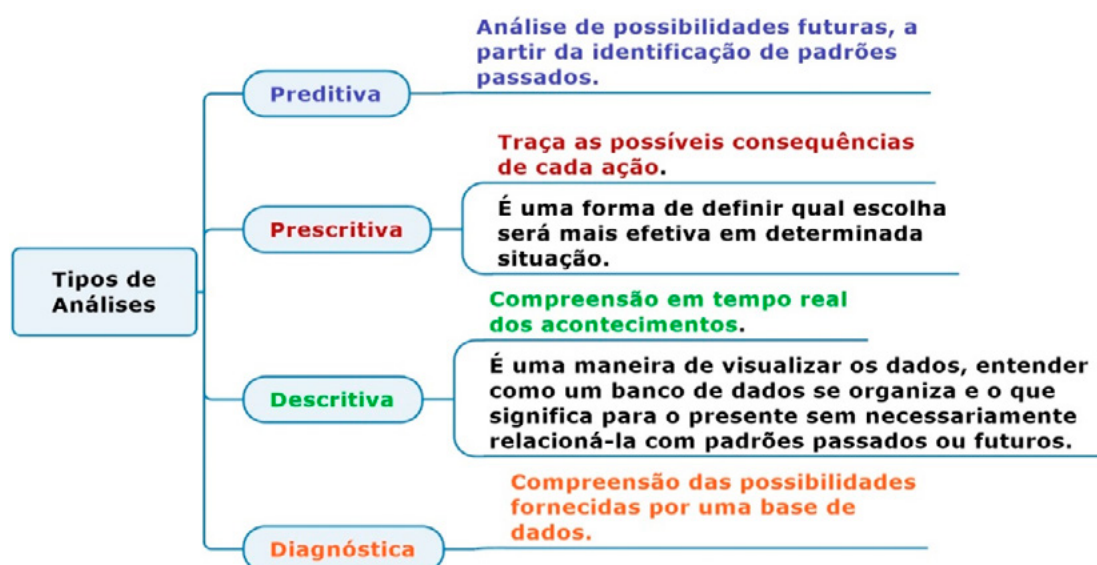 Tipos de
Análises
Preditiva
Análise de possibilidades futuras, a
partir da identificação de padrões
passados.
Prescritiva
Traça as possíveis consequências
de cada ação.
É uma forma de definir qual escolha
será mais efetiva em determinada
situação.
Descritiva
Compreensão em tempo real
dos acontecimentos.
É uma maneira de visualizar os dados, entender
como um banco de dados se organiza e o que
significa para o presente sem necessariamente
relacioná-la com padrões passados ou futuros.
Diagnóstica
Compreensão das possibilidades
fornecidas por uma base de
dados.